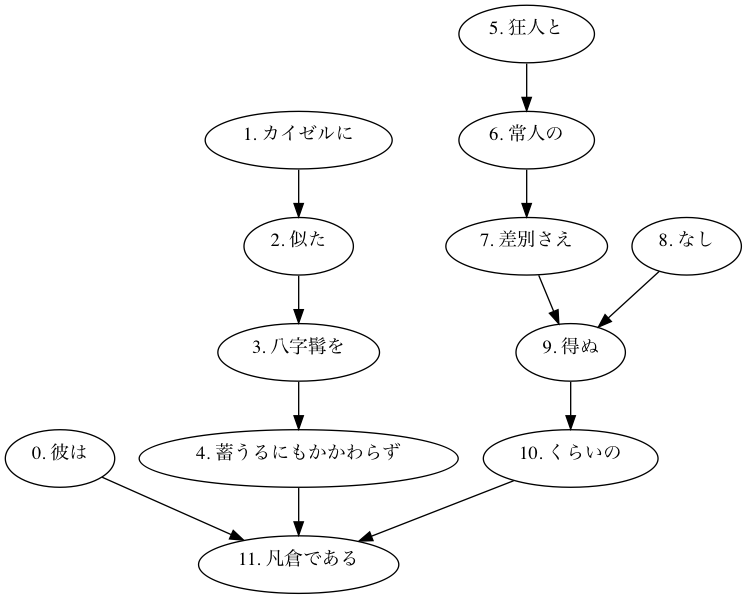 5. 狂人と
1. カイゼルに
6. 常人の
2. 似た
7. 差別さえ
8. なし
3. 八字髯を
9. 得ぬ
0. 彼は
4. 蓄うるにもかかわらず
10. くらいの
11. 凡倉である